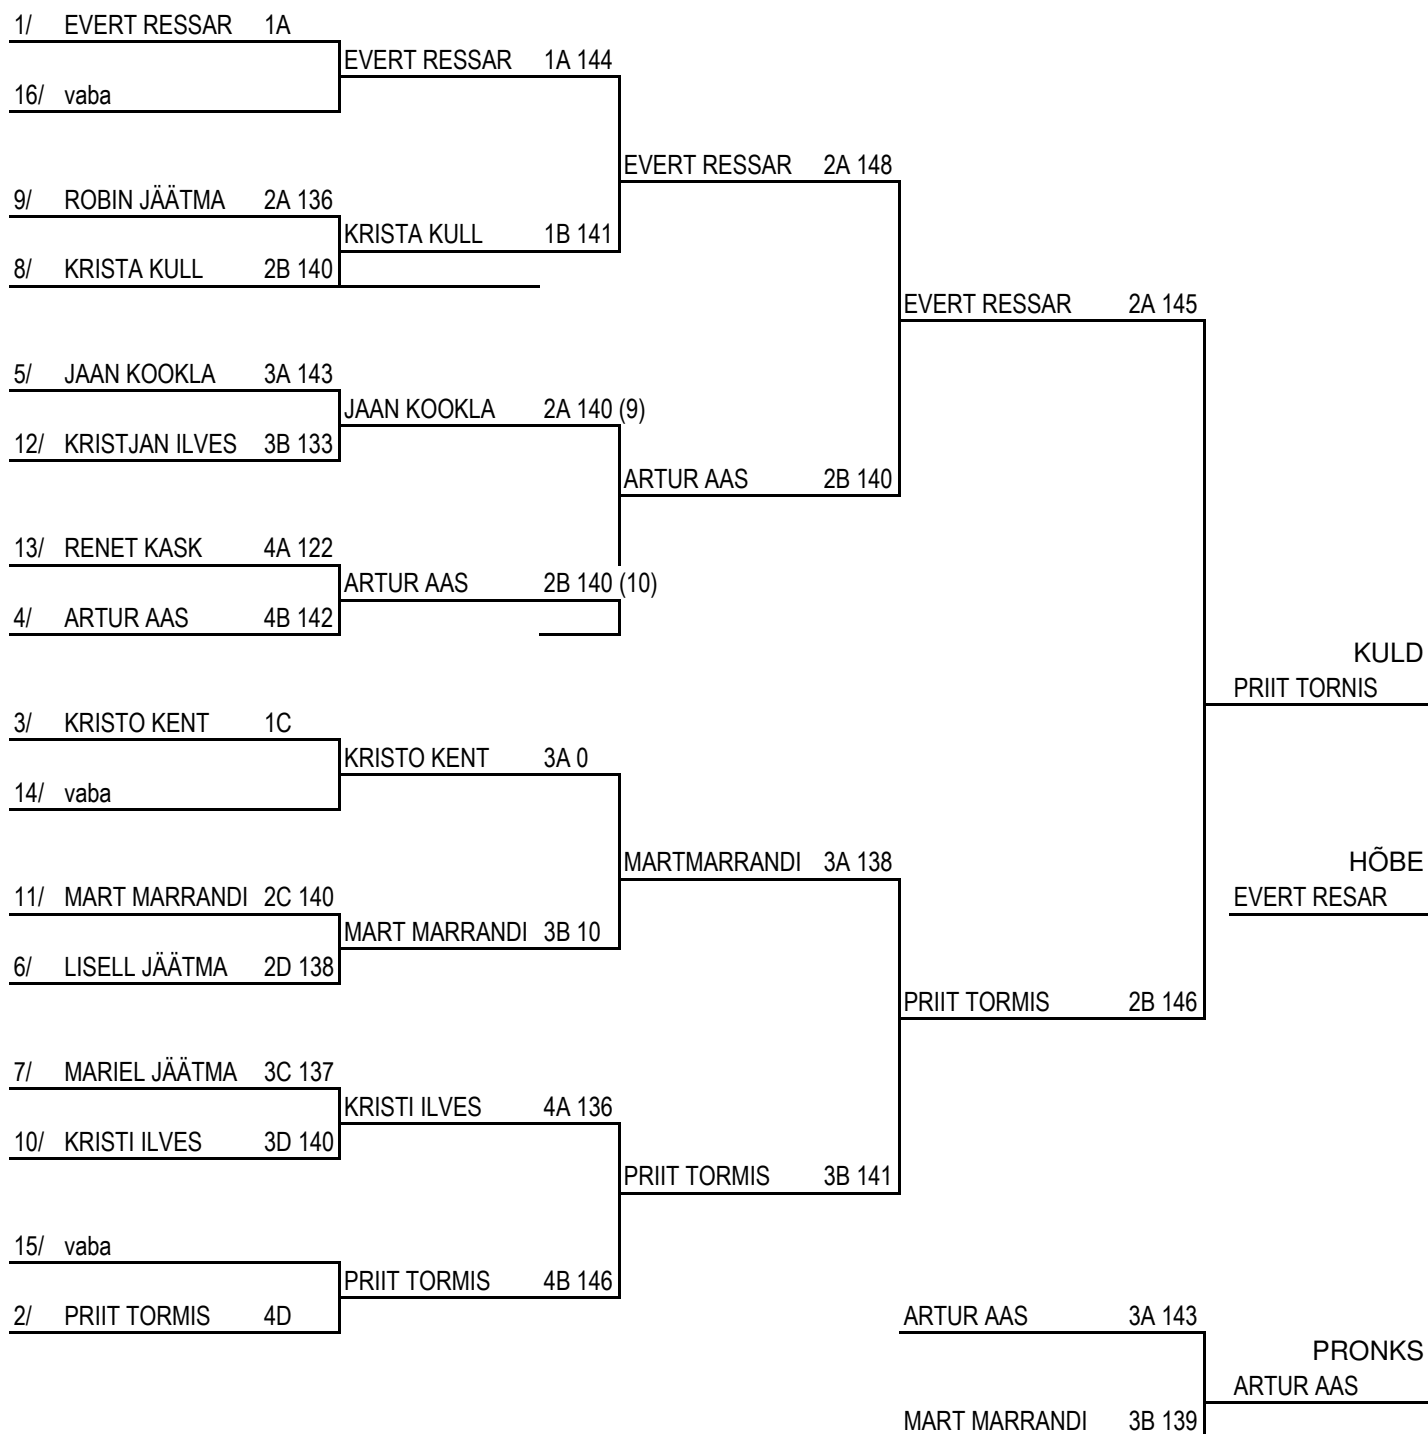 1/ EVERT RESSAR 1A
EVERT RESSAR 1A 144
16/ vaba
EVERT RESSAR 2A 148
9/ ROBIN JÄÄTMA 2A 136
KRISTA KULL 1B 141
8/ KRISTA KULL 2B 140
EVERT RESSAR 2A 145
5/ JAAN KOOKLA 3A 143
JAAN KOOKLA 2A 140 (9)
12/ KRISTJAN ILVES 3B 133
ARTUR AAS 2B 140
13/ RENET KASK 4A 122
ARTUR AAS 2B 140 (10)
4/ ARTUR AAS 4B 142
KULD
PRIIT TORNIS
3/ KRISTO KENT 1C
KRISTO KENT 3A 0
14/ vaba
MARTMARRANDI 3A 138
HÕBE
11/ MART MARRANDI 2C 140
EVERT RESAR
MART MARRANDI 3B 10
6/ LISELL JÄÄTMA 2D 138
PRIIT TORMIS 2B 146
7/ MARIEL JÄÄTMA 3C 137
KRISTI ILVES 4A 136
10/ KRISTI ILVES 3D 140
PRIIT TORMIS 3B 141
15/ vaba
PRIIT TORMIS 4B 146
2/ PRIIT TORMIS 4D
ARTUR AAS 3A 143
PRONKS
ARTUR AAS
MART MARRANDI 3B 139